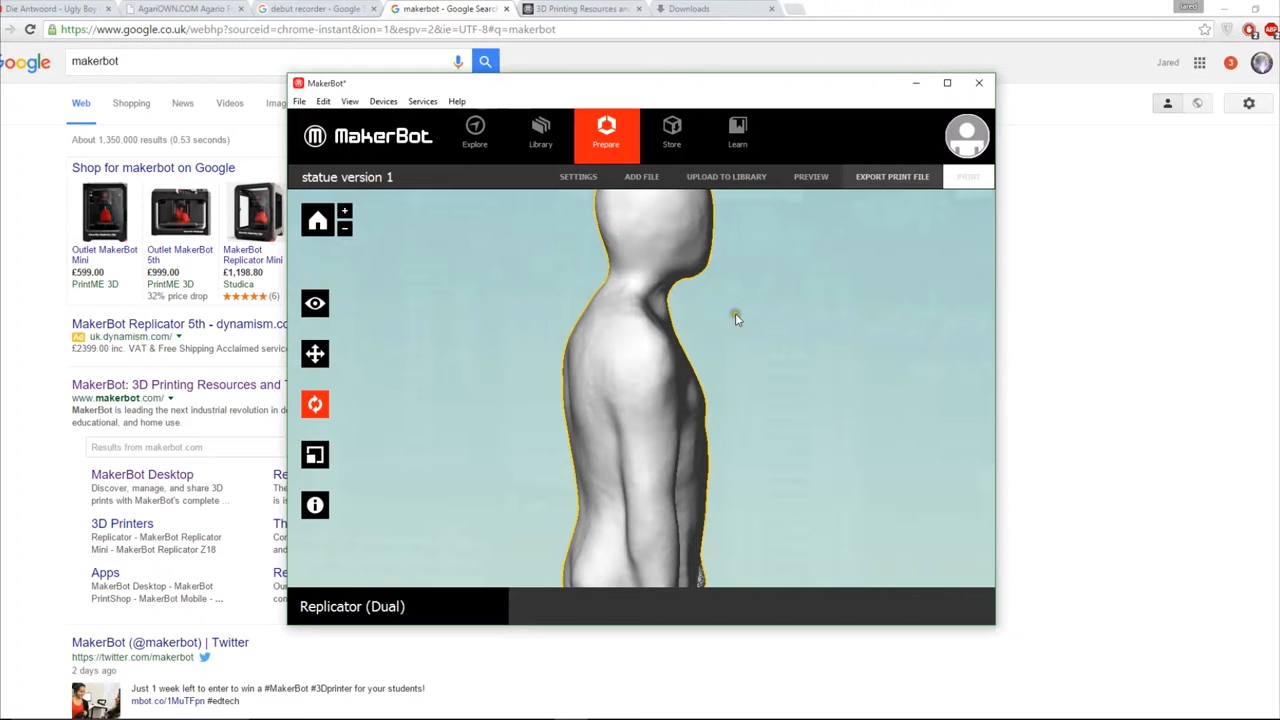 Die Antwoord - Ugly Boy
AgariOWN.COM Agario F
debut recorder - Google S
makerbot - Google Search
3D Printing Resources and
Downloads
Jared
https://www.google.co.uk/webhp?sourceid=chrome-instant&ion=1&espv=2&ie=UTF-8#q=makerbot
Google
makerbot
Jared
3
Web
Shopping
News
Videos
About 1,350,000 results (0.53 seconds)
Shop for makerbot on Google
Outlet MakerBot Mini
£599.00
PrintME 3D
Outlet MakerBot 5th
£999.00
PrintME 3D
32% price drop
MakerBot Replicator Mini
£1,198.80
Studica
(6)
MakerBot Replicator 5th - dynamism.com/
Ad uk.dynamism.com/
£2399.00 inc. VAT & Free Shipping Acclaimed
MakerBot: 3D Printing Resources and
www.makerbot.com/
MakerBot is leading the next industrial revolution in
educational, and home use.
Results from makerbot.com
MakerBot Desktop
Discover, manage, and share 3D
prints with MakerBot's complete ...
3D Printers
Replicator - MakerBot Replicator
Mini - MakerBot Replicator Z18
Apps
MakerBot Desktop - MakerBot
PrintShop - MakerBot Mobile - ...
MakerBot (@makerbot) | Twitter
https://twitter.com/makerbot
2 days ago
Just 1 week left to enter to win a #MakerBot #3Dprinter for your students!
mbot.co/1MuTFpn #edtech
MakerBot*
File Edit View Devices Services Help
MakerBot
Explore
Library
Prepare
Store
Learn
statue version 1
SETTINGS
ADD FILE
UPLOAD TO LIBRARY
PREVIEW
EXPORT PRINT FILE
PRINT
+
-
Replicator (Dual)